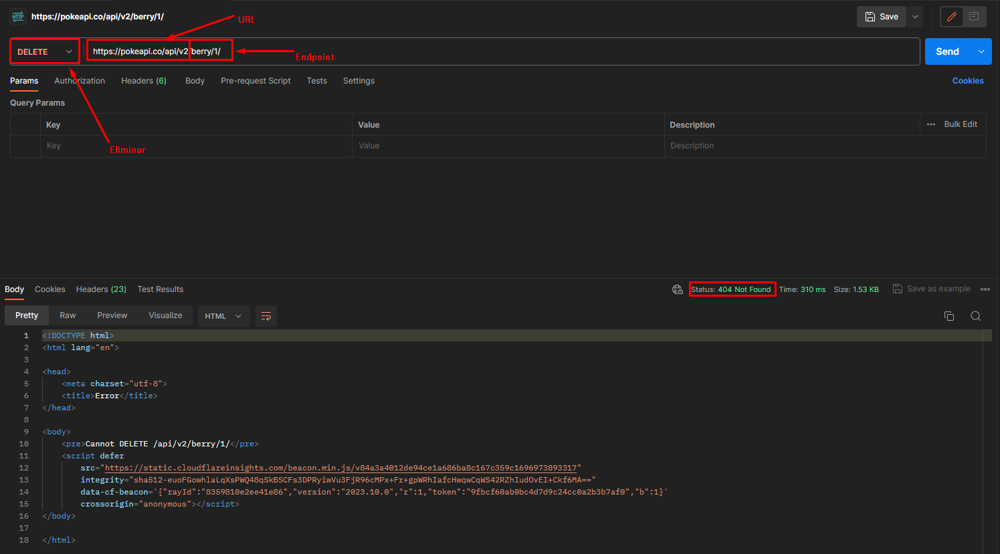 HTTP https://pokeapi.co/api/v2/berry/1/ Save
URL
DELETE https://pokeapi.co/api/v2/berry/1/ Send
Endpoint
Params Authorization Headers (6) Body Pre-request Script Tests Settings Cookies
Query Params
Key Value Description Bulk Edit
Key Value Description
Eliminar
Body Cookies Headers (23) Test Results Status: 404 Not Found Time: 310 ms Size: 1.53 KB Save as example
Pretty Raw Preview Visualize HTML
1 <!DOCTYPE html>
2 <html lang="en">
3
4 <head>
5 <meta charset="utf-8">
6 <title>Error</title>
7 </head>
8
9 <body>
10 <pre>Cannot DELETE /api/v2/berry/1/</pre>
11 <script defer
12 src="https://static.cloudflareinsights.com/beacon.min.js/v84a3a4012de94ce1a686ba8c167c359c1696973893317"
13 integrity="sha512-euoFGowhlaLqXsPWQ48qSkBSCFs3DPRyiwVu3FjR96cMPx+Fr+gpWRhIafcHwqwCqWS42RZhIudOvEI+Ckf6MA=="
14 data-cf-beacon='{"rayId":"8359810e2ee41e86","version":"2023.10.0","r":1,"token":"9fbcf60ab0bc4d7d9c24cc0a2b3b7af0","b":1}'
15 crossorigin="anonymous"></script>
16 </body>
17
18 </html>